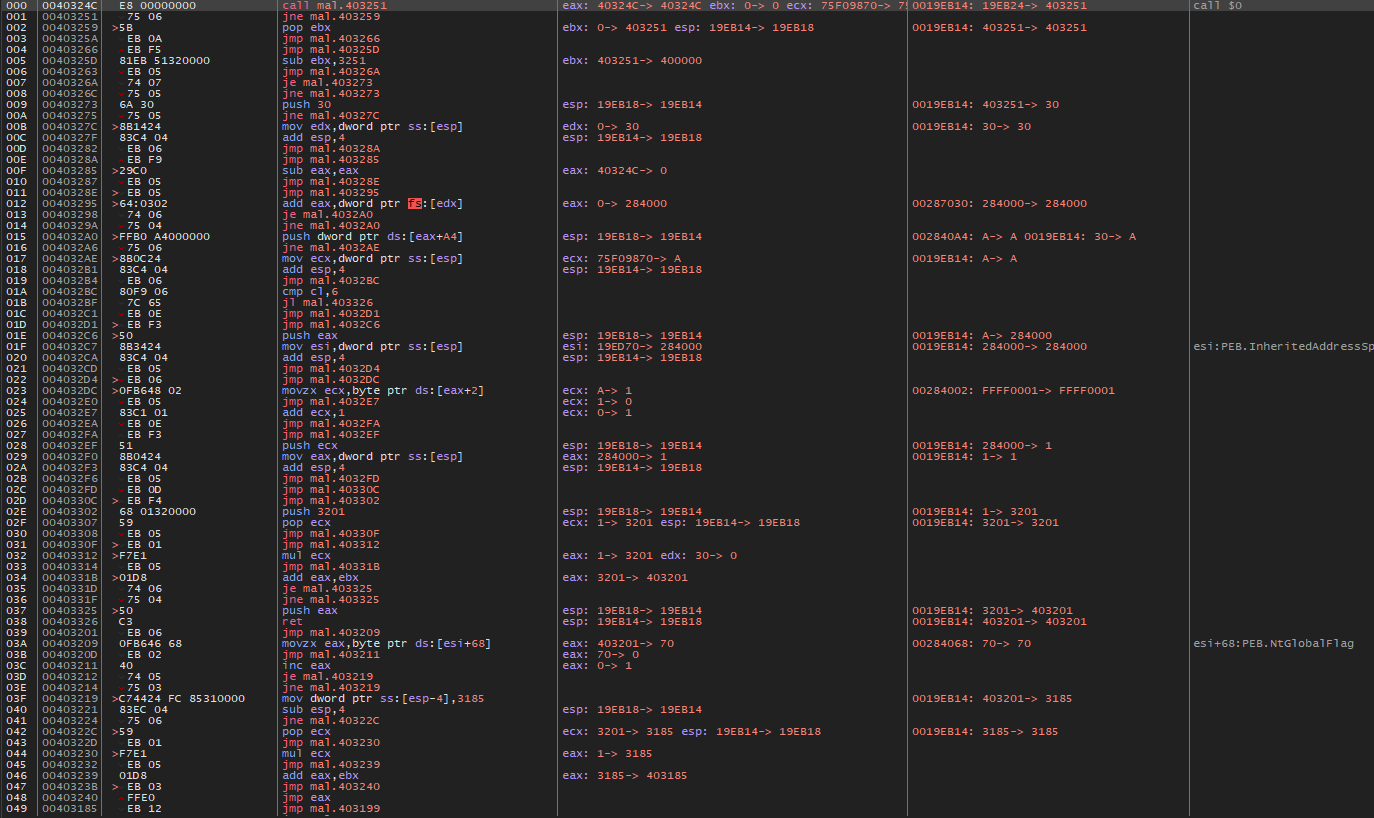 000 0040324C E8 00000000 call mal.403251 eax: 40324C-> 40324C ebx: 0-> 0 ecx: 75F09870-> 0019EB14: 19EB24-> 403251 call $0
001 00403251 75 06 jne mal.403259
002 00403259 >5B pop ebx ebx: 0-> 403251 esp: 19EB14-> 19EB18 0019EB14: 403251-> 403251
003 0040325A EB 0A jmp mal.403266
004 00403266 EB F5 jmp mal.40325D
005 0040325D 81EB 51320000 sub ebx,3251 ebx: 403251-> 400000
006 00403263 EB 05 jmp mal.40326A
007 0040326A 74 07 je mal.403273
008 0040326C 75 05 jne mal.403273
009 00403273 6A 30 push 30 esp: 19EB18-> 19EB14 0019EB14: 403251-> 30
00A 00403275 75 05 jne mal.40327C
00B 0040327C >8B1424 mov edx,dword ptr ss:[esp] edx: 0-> 30 0019EB14: 30-> 30
00C 0040327F 83C4 04 add esp,4 esp: 19EB14-> 19EB18
00D 00403282 EB 06 jmp mal.40328A
00E 0040328A EB F9 jmp mal.403285
00F 00403285 >29C0 sub eax,eax eax: 40324C-> 0
010 00403287 EB 05 jmp mal.40328E
011 0040328E > EB 05 jmp mal.403295
012 00403295 >64:0302 add eax,dword ptr fs:[edx] eax: 0-> 284000 00287030: 284000-> 284000
013 00403298 74 06 je mal.4032A0
014 0040329A 75 04 jne mal.4032A0
015 004032A0 >FFB0 A4000000 push dword ptr ds:[eax+A4] esp: 19EB18-> 19EB14 002840A4: A-> A 0019EB14: 30-> A
016 004032A6 75 06 jne mal.4032AE
017 004032AE >8B0C24 mov ecx,dword ptr ss:[esp] ecx: 75F09870-> A 0019EB14: A-> A
018 004032B1 83C4 04 add esp,4 esp: 19EB14-> 19EB18
019 004032B4 EB 06 jmp mal.4032BC
01A 004032BC 80F9 06 cmp cl,6
01B 004032BF 7C 65 jl mal.403326
01C 004032C1 EB 0E jmp mal.4032D1
01D 004032D1 > EB F3 jmp mal.4032C6
01E 004032C6 >50 push eax esp: 19EB18-> 19EB14 0019EB14: A-> 284000
01F 004032C7 8B3424 mov esi,dword ptr ss:[esp] esi: 19ED70-> 284000 0019EB14: 284000-> 284000 esi:PEB.InheritedAddressSp
020 004032CA 83C4 04 add esp,4 esp: 19EB14-> 19EB18
021 004032CD EB 05 jmp mal.4032D4
022 004032D4 > EB 06 jmp mal.4032DC
023 004032DC >0FB648 02 movzx ecx,byte ptr ds:[eax+2] ecx: A-> 1 00284002: FFFF0001-> FFFF0001
024 004032E0 EB 05 jmp mal.4032E7 ecx: 1-> 0
025 004032E7 83C1 01 add ecx,1 ecx: 0-> 1
026 004032EA EB 0E jmp mal.4032FA
027 004032FA EB F3 jmp mal.4032EF
028 004032EF 51 push ecx esp: 19EB18-> 19EB14 0019EB14: 284000-> 1
029 004032F0 8B0424 mov eax,dword ptr ss:[esp] eax: 284000-> 1 0019EB14: 1-> 1
02A 004032F3 83C4 04 add esp,4 esp: 19EB14-> 19EB18
02B 004032F6 EB 05 jmp mal.4032FD
02C 004032FD EB 0D jmp mal.40330C
02D 0040330C > EB F4 jmp mal.403302
02E 00403302 68 01320000 push 3201 esp: 19EB18-> 19EB14 0019EB14: 1-> 3201
02F 00403307 59 pop ecx ecx: 1-> 3201 esp: 19EB14-> 19EB18 0019EB14: 3201-> 3201
030 00403308 EB 05 jmp mal.40330F
031 0040330F > EB 01 jmp mal.403312
032 00403312 >F7E1 mul ecx eax: 1-> 3201 edx: 30-> 0
033 00403314 EB 05 jmp mal.40331B
034 0040331B >01D8 add eax,ebx eax: 3201-> 403201
035 0040331D 74 06 je mal.403325
036 0040331F 75 04 jne mal.403325
037 00403325 >50 push eax esp: 19EB18-> 19EB14 0019EB14: 3201-> 403201
038 00403326 C3 ret esp: 19EB14-> 19EB18 0019EB14: 403201-> 403201
039 00403201 EB 06 jmp mal.403209
03A 00403209 0FB646 68 movzx eax,byte ptr ds:[esi+68] eax: 403201-> 70 00284068: 70-> 70 esi+68:PEB.NtGlobalFlag
03B 0040320D EB 02 jmp mal.403211 eax: 70-> 0
03C 00403211 40 inc eax eax: 0-> 1
03D 00403212 74 05 je mal.403219
03E 00403214 75 03 jne mal.403219
03F 00403219 >C74424 FC 85310000 mov dword ptr ss:[esp-4],3185 0019EB14: 403201-> 3185
040 00403221 83EC 04 sub esp,4 esp: 19EB18-> 19EB14
041 00403224 75 06 jne mal.40322C
042 0040322C >59 pop ecx ecx: 3201-> 3185 esp: 19EB14-> 19EB18 0019EB14: 3185-> 3185
043 0040322D EB 01 jmp mal.403230
044 00403230 >F7E1 mul ecx eax: 1-> 3185
045 00403232 EB 05 jmp mal.403239
046 00403239 01D8 add eax,ebx eax: 3185-> 403185
047 0040323B > EB 03 jmp mal.403240
048 00403240 FFE0 jmp eax
049 00403185 EB 12 jmp mal.403199